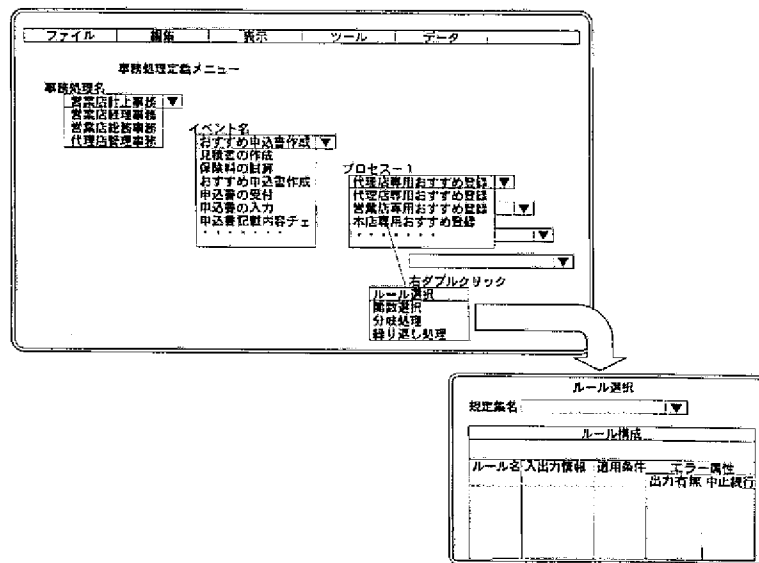 ファイル 編集 表示 ツール データ
事務処理定義メニュー
事務処理名
営業店計上事務 ▼
営業店経理事務
営業店総務事務
代理店管理事務
イベント名
おすすめ申込書作成 ▼
見積書の作成
保険料の計算
おすすめ申込書作成
申込書の受付
申込書の入力
申込書記載内容チェ
・・・・・・・
プロセス－1
代理店専用おすすめ登録 ▼
代理店専用おすすめ登録
営業店専用おすすめ登録
本店専用おすすめ登録
・・・・・・・
▼
▼
▼
右ダブルクリック
ルール選択
関数選択
分岐処理
繰り返し処理
ルール選択
規定集名 ▼
ルール構成
ルール名 入出力情報 適用条件 エラー属性
出力有無 中止続行